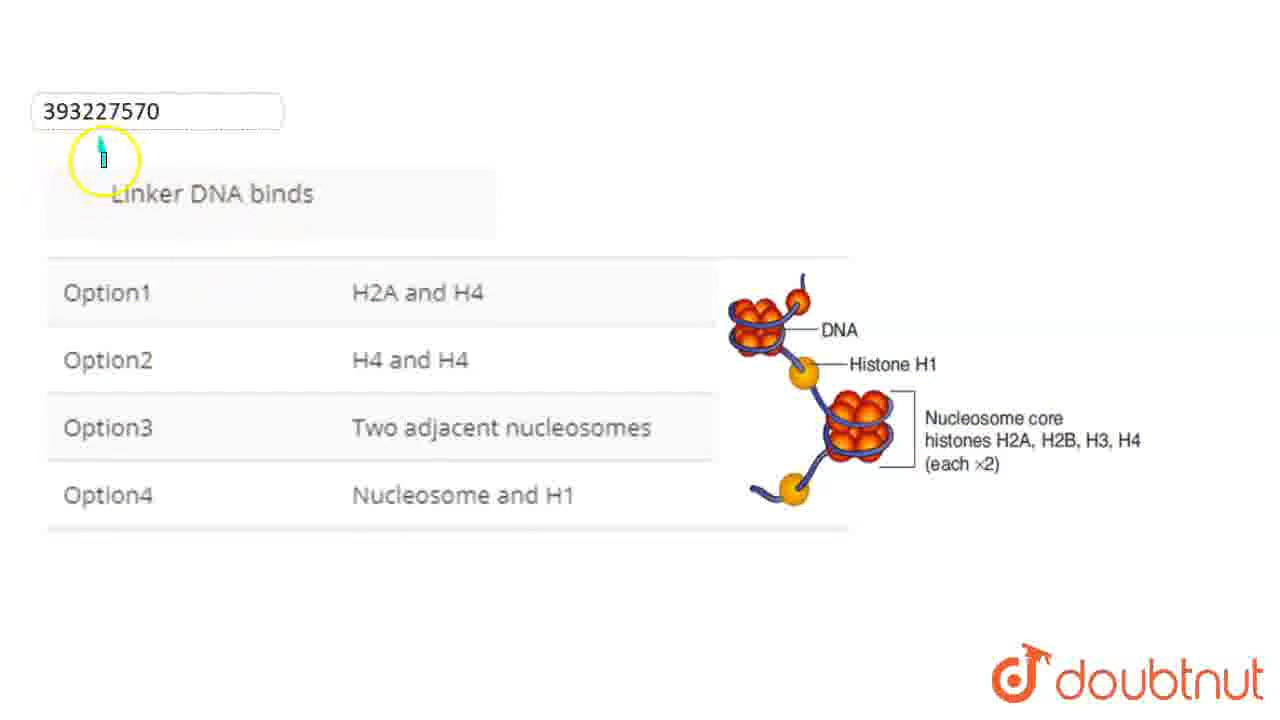 393227570
Linker DNA binds
Option1 H2A and H4
Option2 H4 and H4
Option3 Two adjacent nucleosomes
Option4 Nucleosome and H1
DNA
Histone H1
Nucleosome core
histones H2A, H2B, H3, H4
(each ×2)
doubtnut